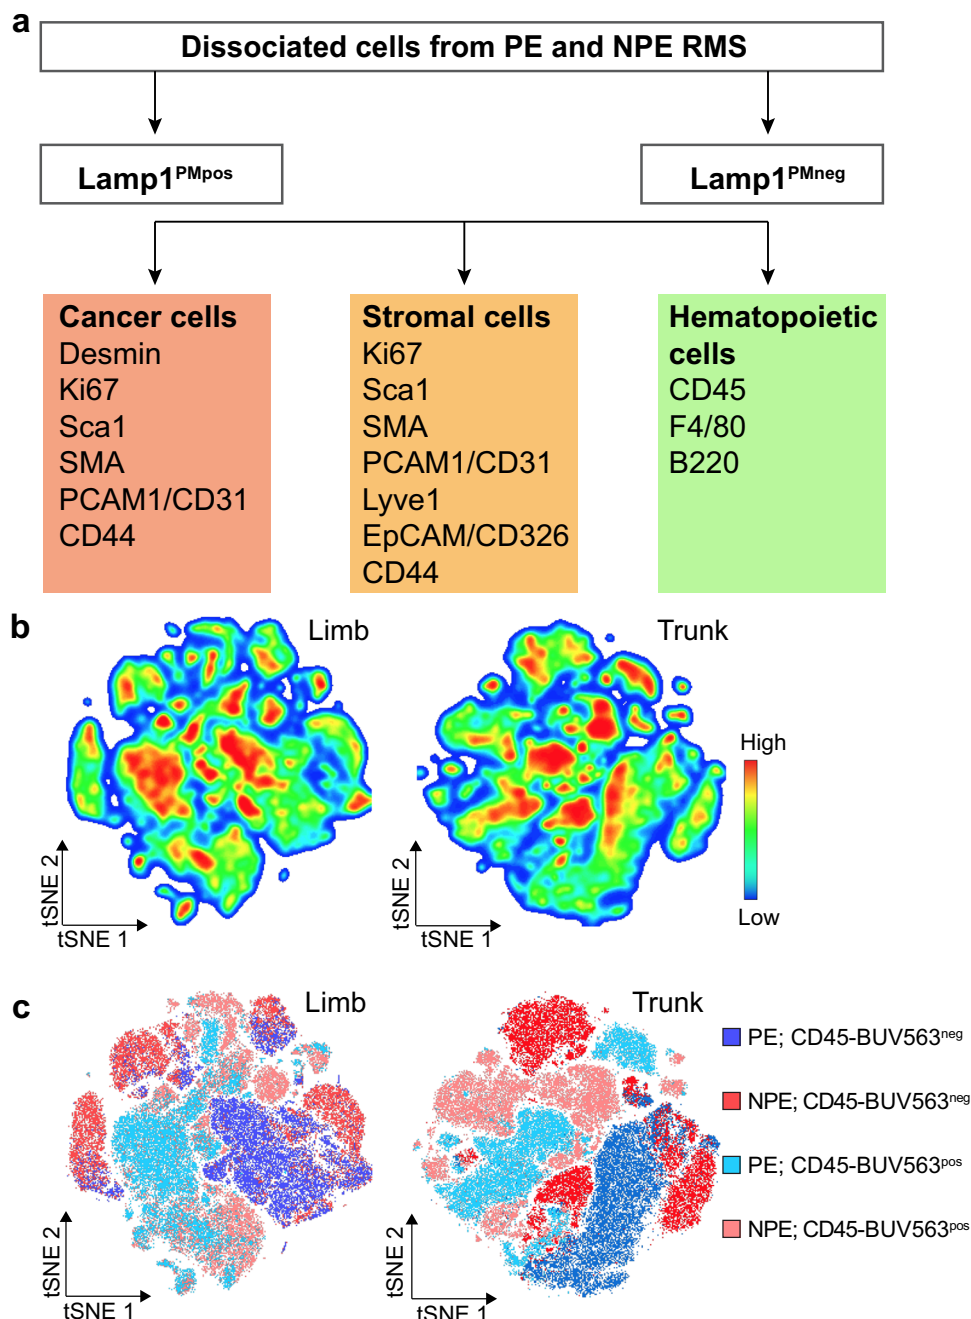 a
Dissociated cells from PE and NPE RMS
Lamp1PMpos
Lamp1PMneg
Cancer cells
Desmin
Ki67
Sca1
SMA
PCAM1/CD31
CD44
Stromal cells
Ki67
Sca1
SMA
PCAM1/CD31
Lyve1
EpCAM/CD326
CD44
Hematopoietic
cells
CD45
F4/80
B220
b
Limb
Trunk
High
Low
tSNE 2
tSNE 1
tSNE 2
tSNE 1
c
Limb
Trunk
PE; CD45-BUV563neg
NPE; CD45-BUV563neg
PE; CD45-BUV563pos
NPE; CD45-BUV563pos
tSNE 2
tSNE 1
tSNE 2
tSNE 1